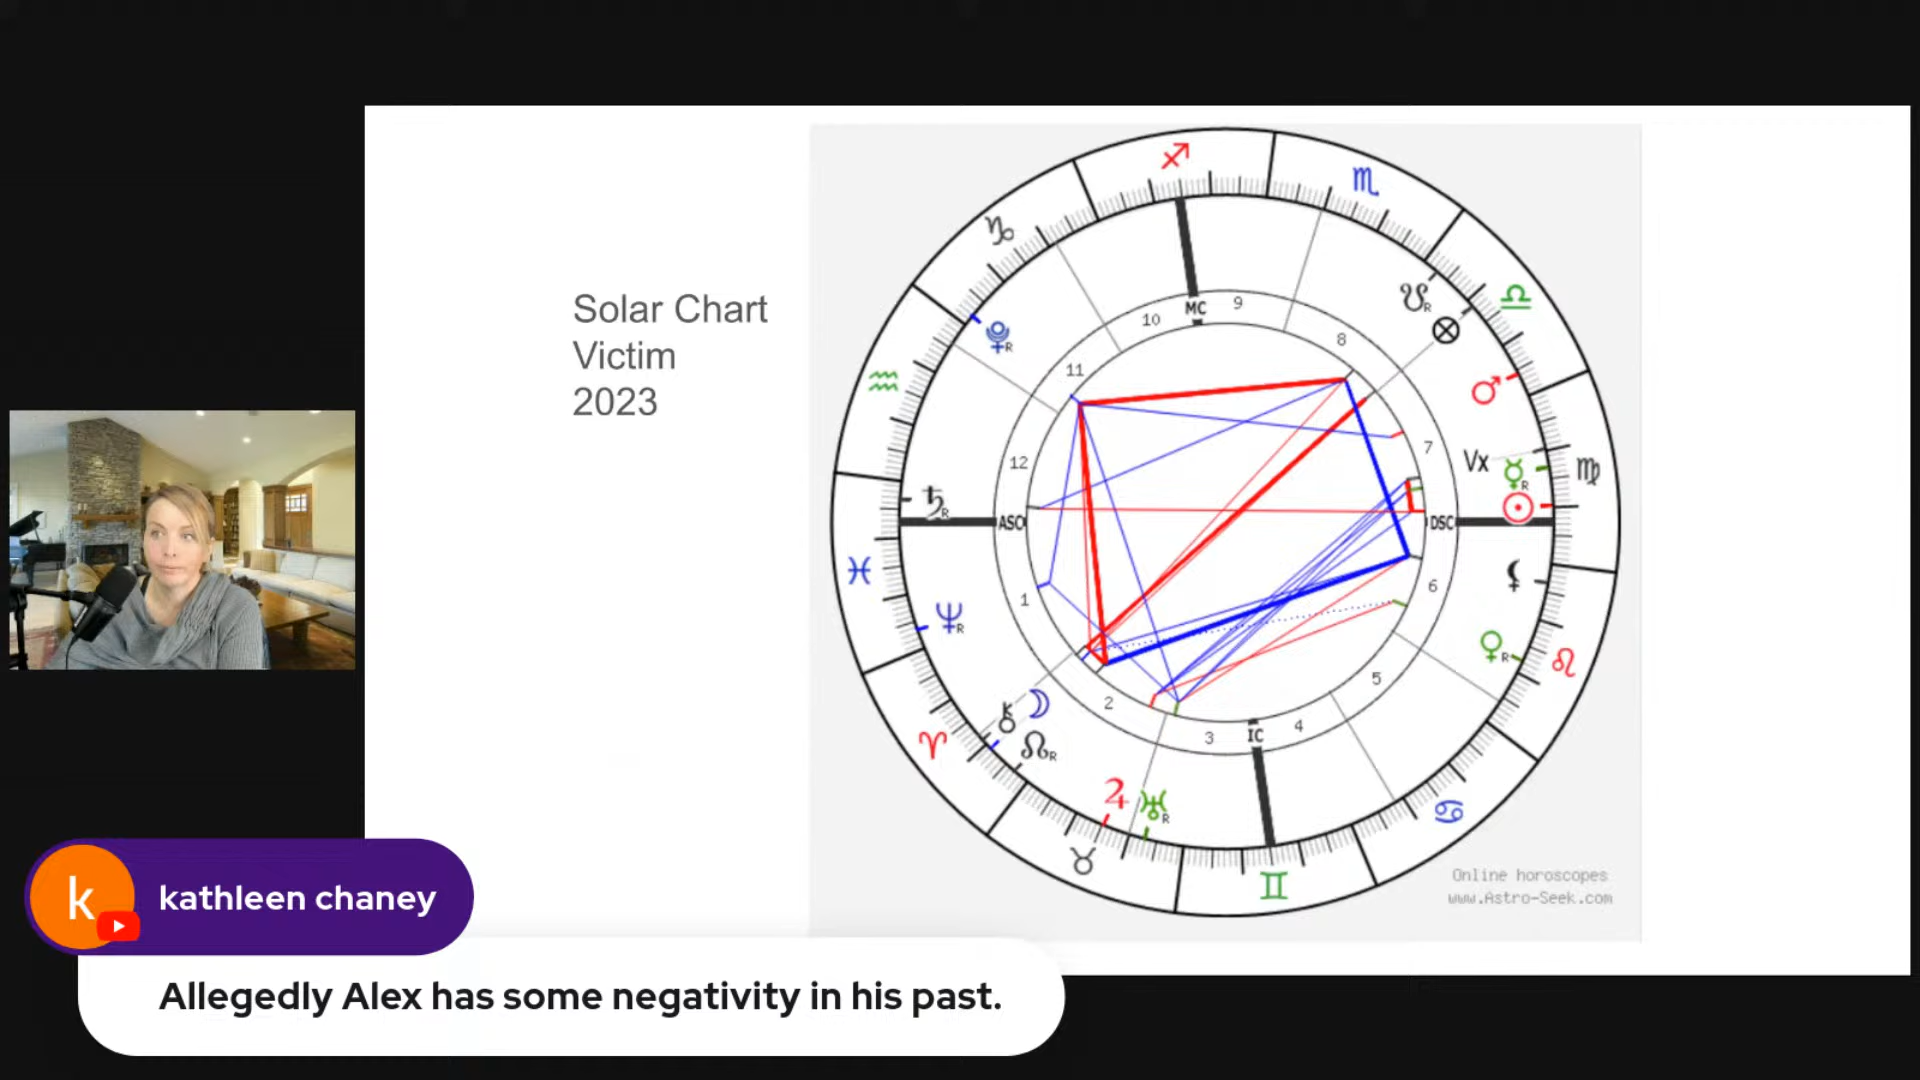 Solar Chart
Victim
2023
MC
9
10
8
11
7
12
Vx
R
R
R
ASC
DSC
1
6
R
R
2
5
R
3
IC
4
R
Online horoscopes
www.Astro-Seek.com
k
kathleen chaney
Allegedly Alex has some negativity in his past.